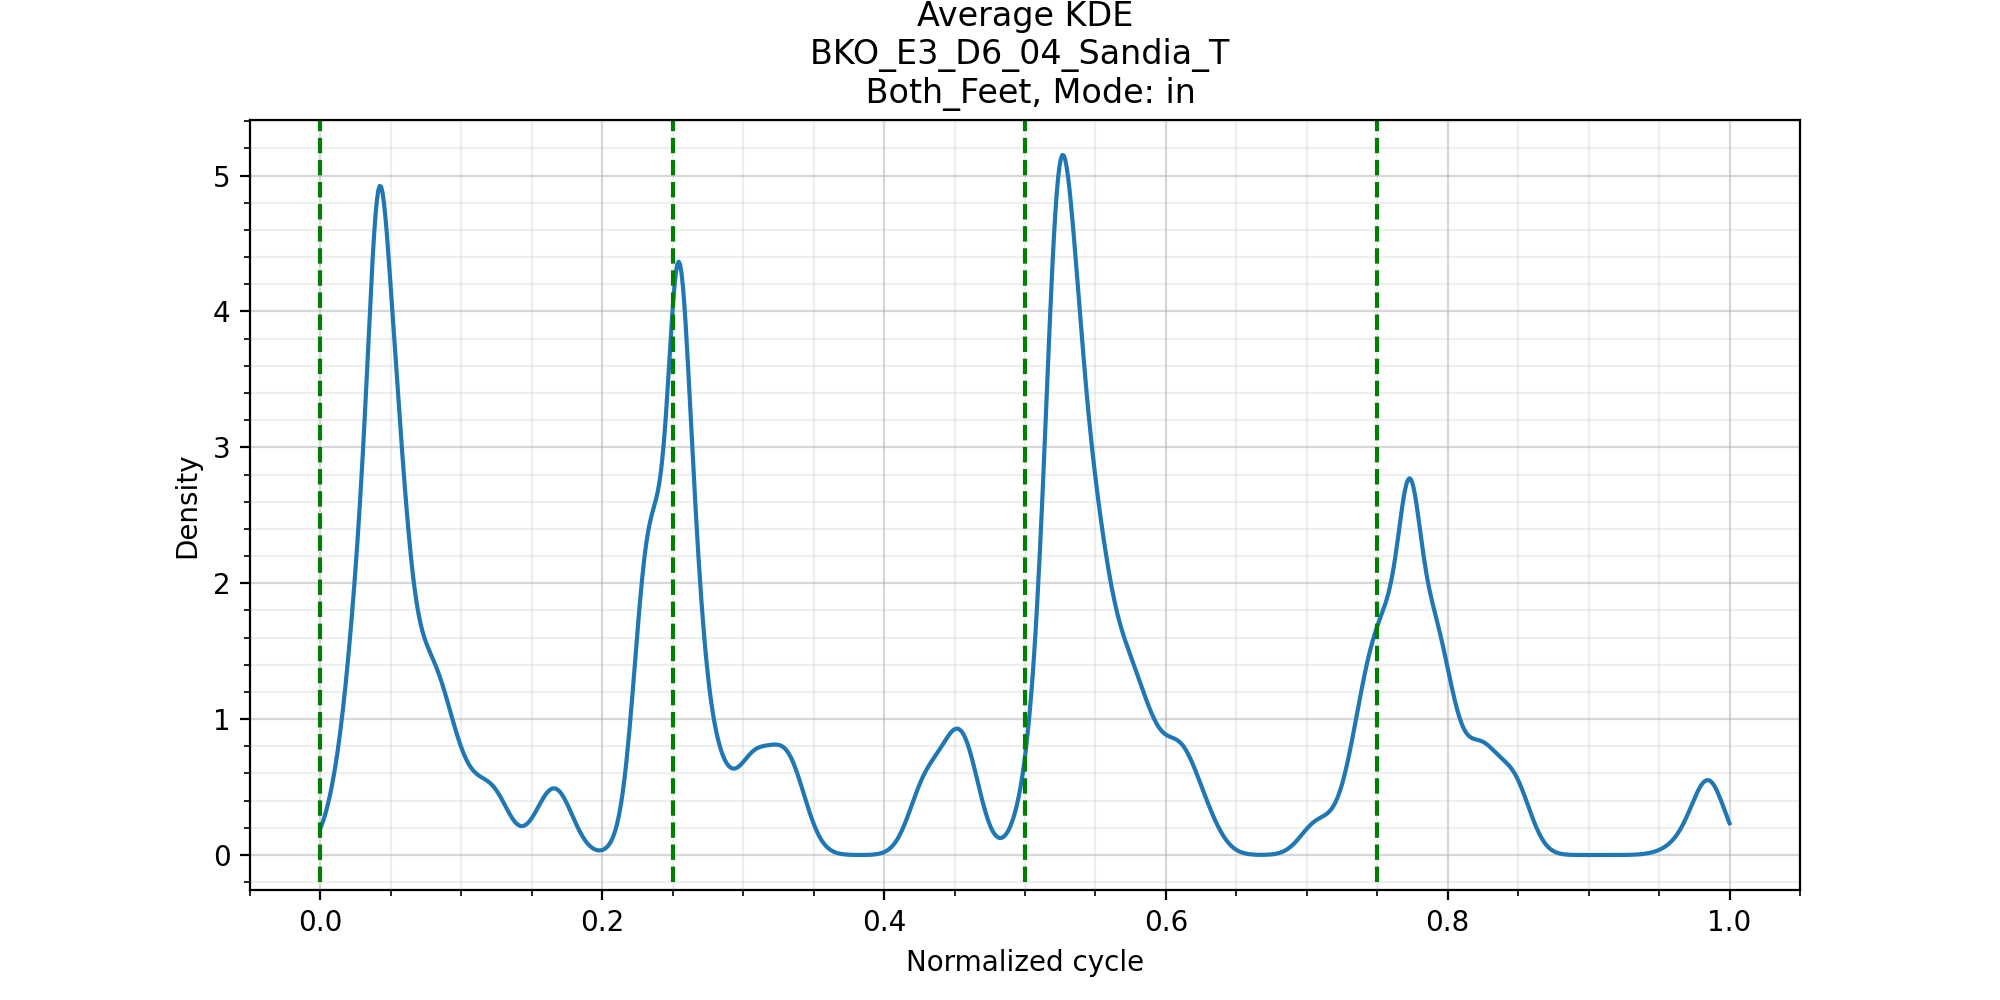 Average KDE
BKO_E3_D6_04_Sandia_T
Both_Feet, Mode: in
Density
5
4
3
2
1
0
0.0 0.2 0.4 0.6 0.8 1.0
Normalized cycle